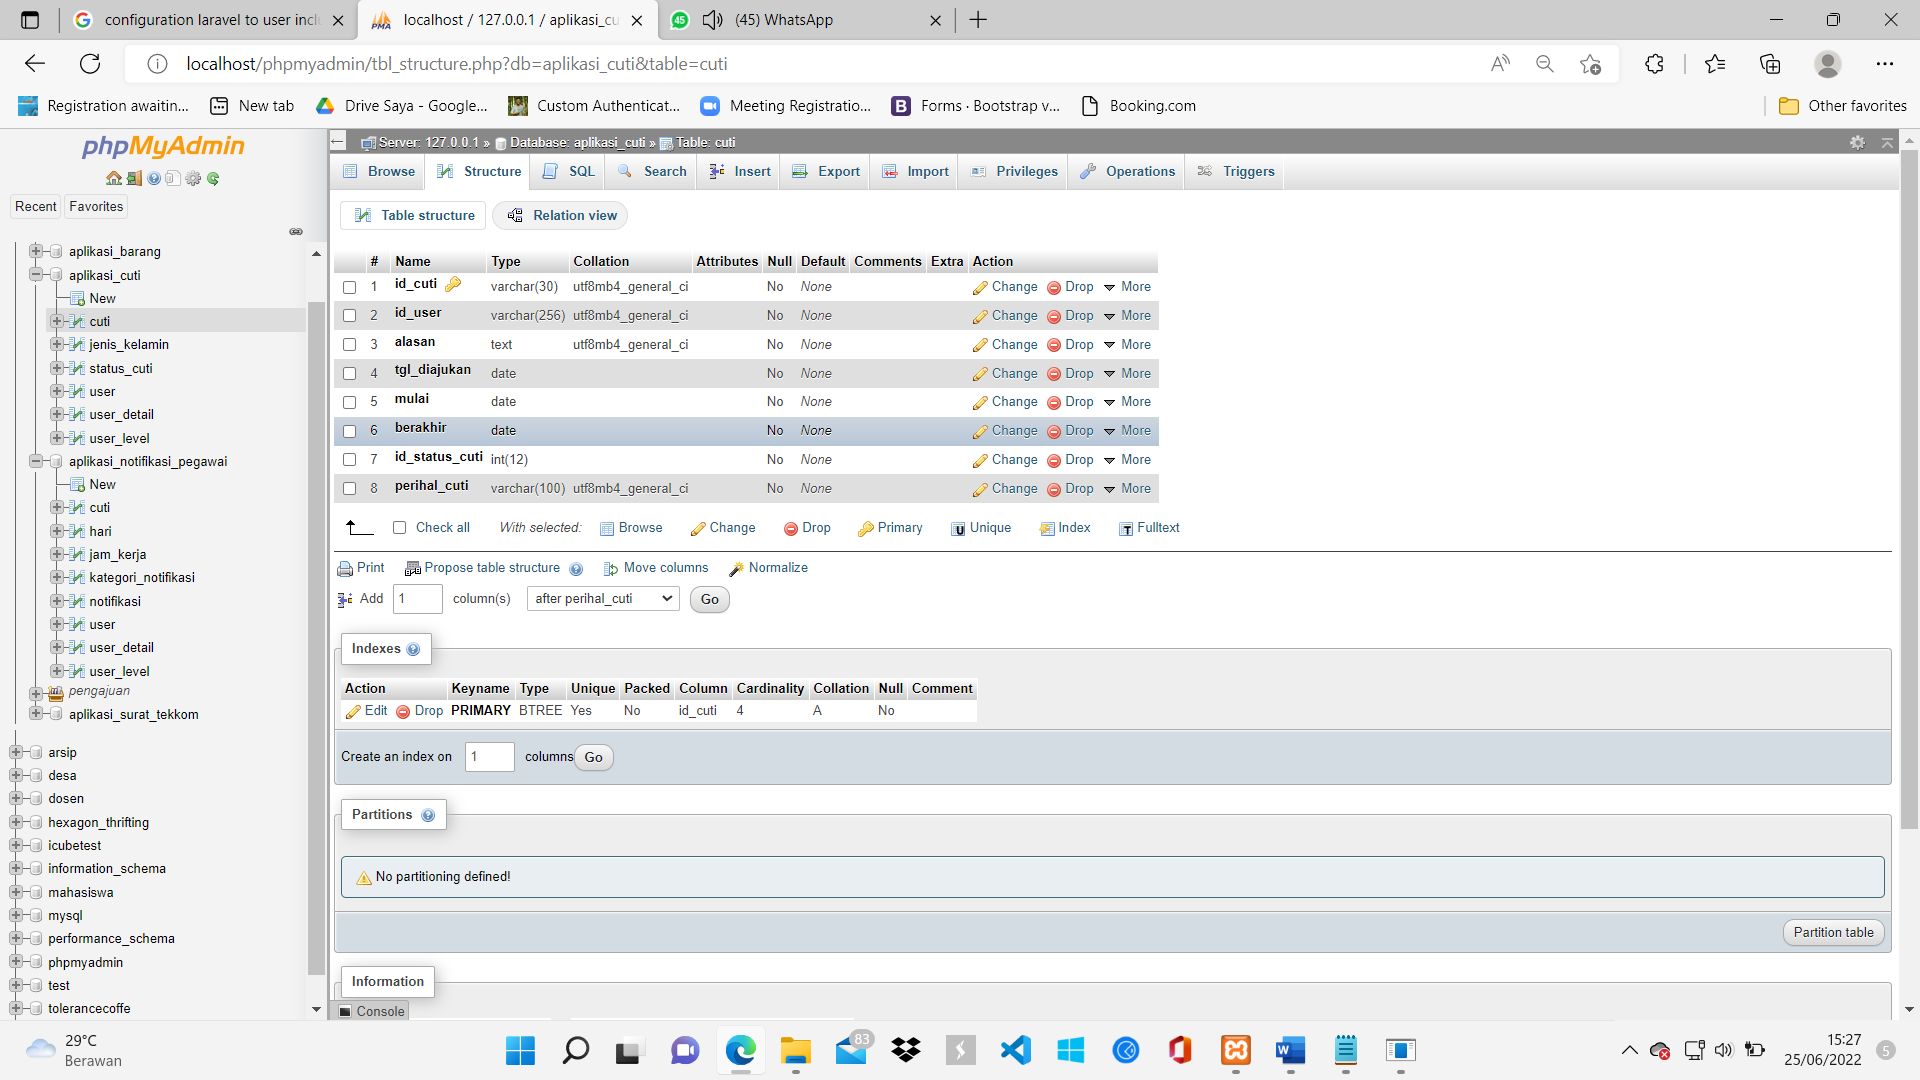 configuration laravel to user incl
localhost / 127.0.0.1 / aplikasi_cu
(45) WhatsApp
localhost/phpmyadmin/tbl_structure.php?db=aplikasi_cuti&table=cuti
Registration awaitin...
New tab
Drive Saya - Google...
Custom Authenticat...
Meeting Registratio...
Forms · Bootstrap v...
Booking.com
Other favorites
phpMyAdmin
Recent Favorites
aplikasi_barang
aplikasi_cuti
New
cuti
jenis_kelamin
status_cuti
user
user_detail
user_level
aplikasi_notifikasi_pegawai
New
cuti
hari
jam_kerja
kategori_notifikasi
notifikasi
user
user_detail
user_level
pengajuan
aplikasi_surat_tekkom
arsip
desa
dosen
hexagon_thrifting
icubetest
information_schema
mahasiswa
mysql
performance_schema
phpmyadmin
test
tolerancecoffe
Server: 127.0.0.1 » Database: aplikasi_cuti » Table: cuti
Browse Structure SQL Search Insert Export Import Privileges Operations Triggers
Table structure Relation view
# Name Type Collation Attributes Null Default Comments Extra Action
1 id_cuti varchar(30) utf8mb4_general_ci No None Change Drop More
2 id_user varchar(256) utf8mb4_general_ci No None Change Drop More
3 alasan text utf8mb4_general_ci No None Change Drop More
4 tgl_diajukan date No None Change Drop More
5 mulai date No None Change Drop More
6 berakhir date No None Change Drop More
7 id_status_cuti int(12) No None Change Drop More
8 perihal_cuti varchar(100) utf8mb4_general_ci No None Change Drop More
Check all With selected: Browse Change Drop Primary Unique Index Fulltext
Print Propose table structure Move columns Normalize
Add 1 column(s) after perihal_cuti Go
Indexes
Action Keyname Type Unique Packed Column Cardinality Collation Null Comment
Edit Drop PRIMARY BTREE Yes No id_cuti 4 A No
Create an index on 1 columns Go
Partitions
No partitioning defined!
Partition table
Information
Console
29°C
Berawan
83
15:27
25/06/2022
5